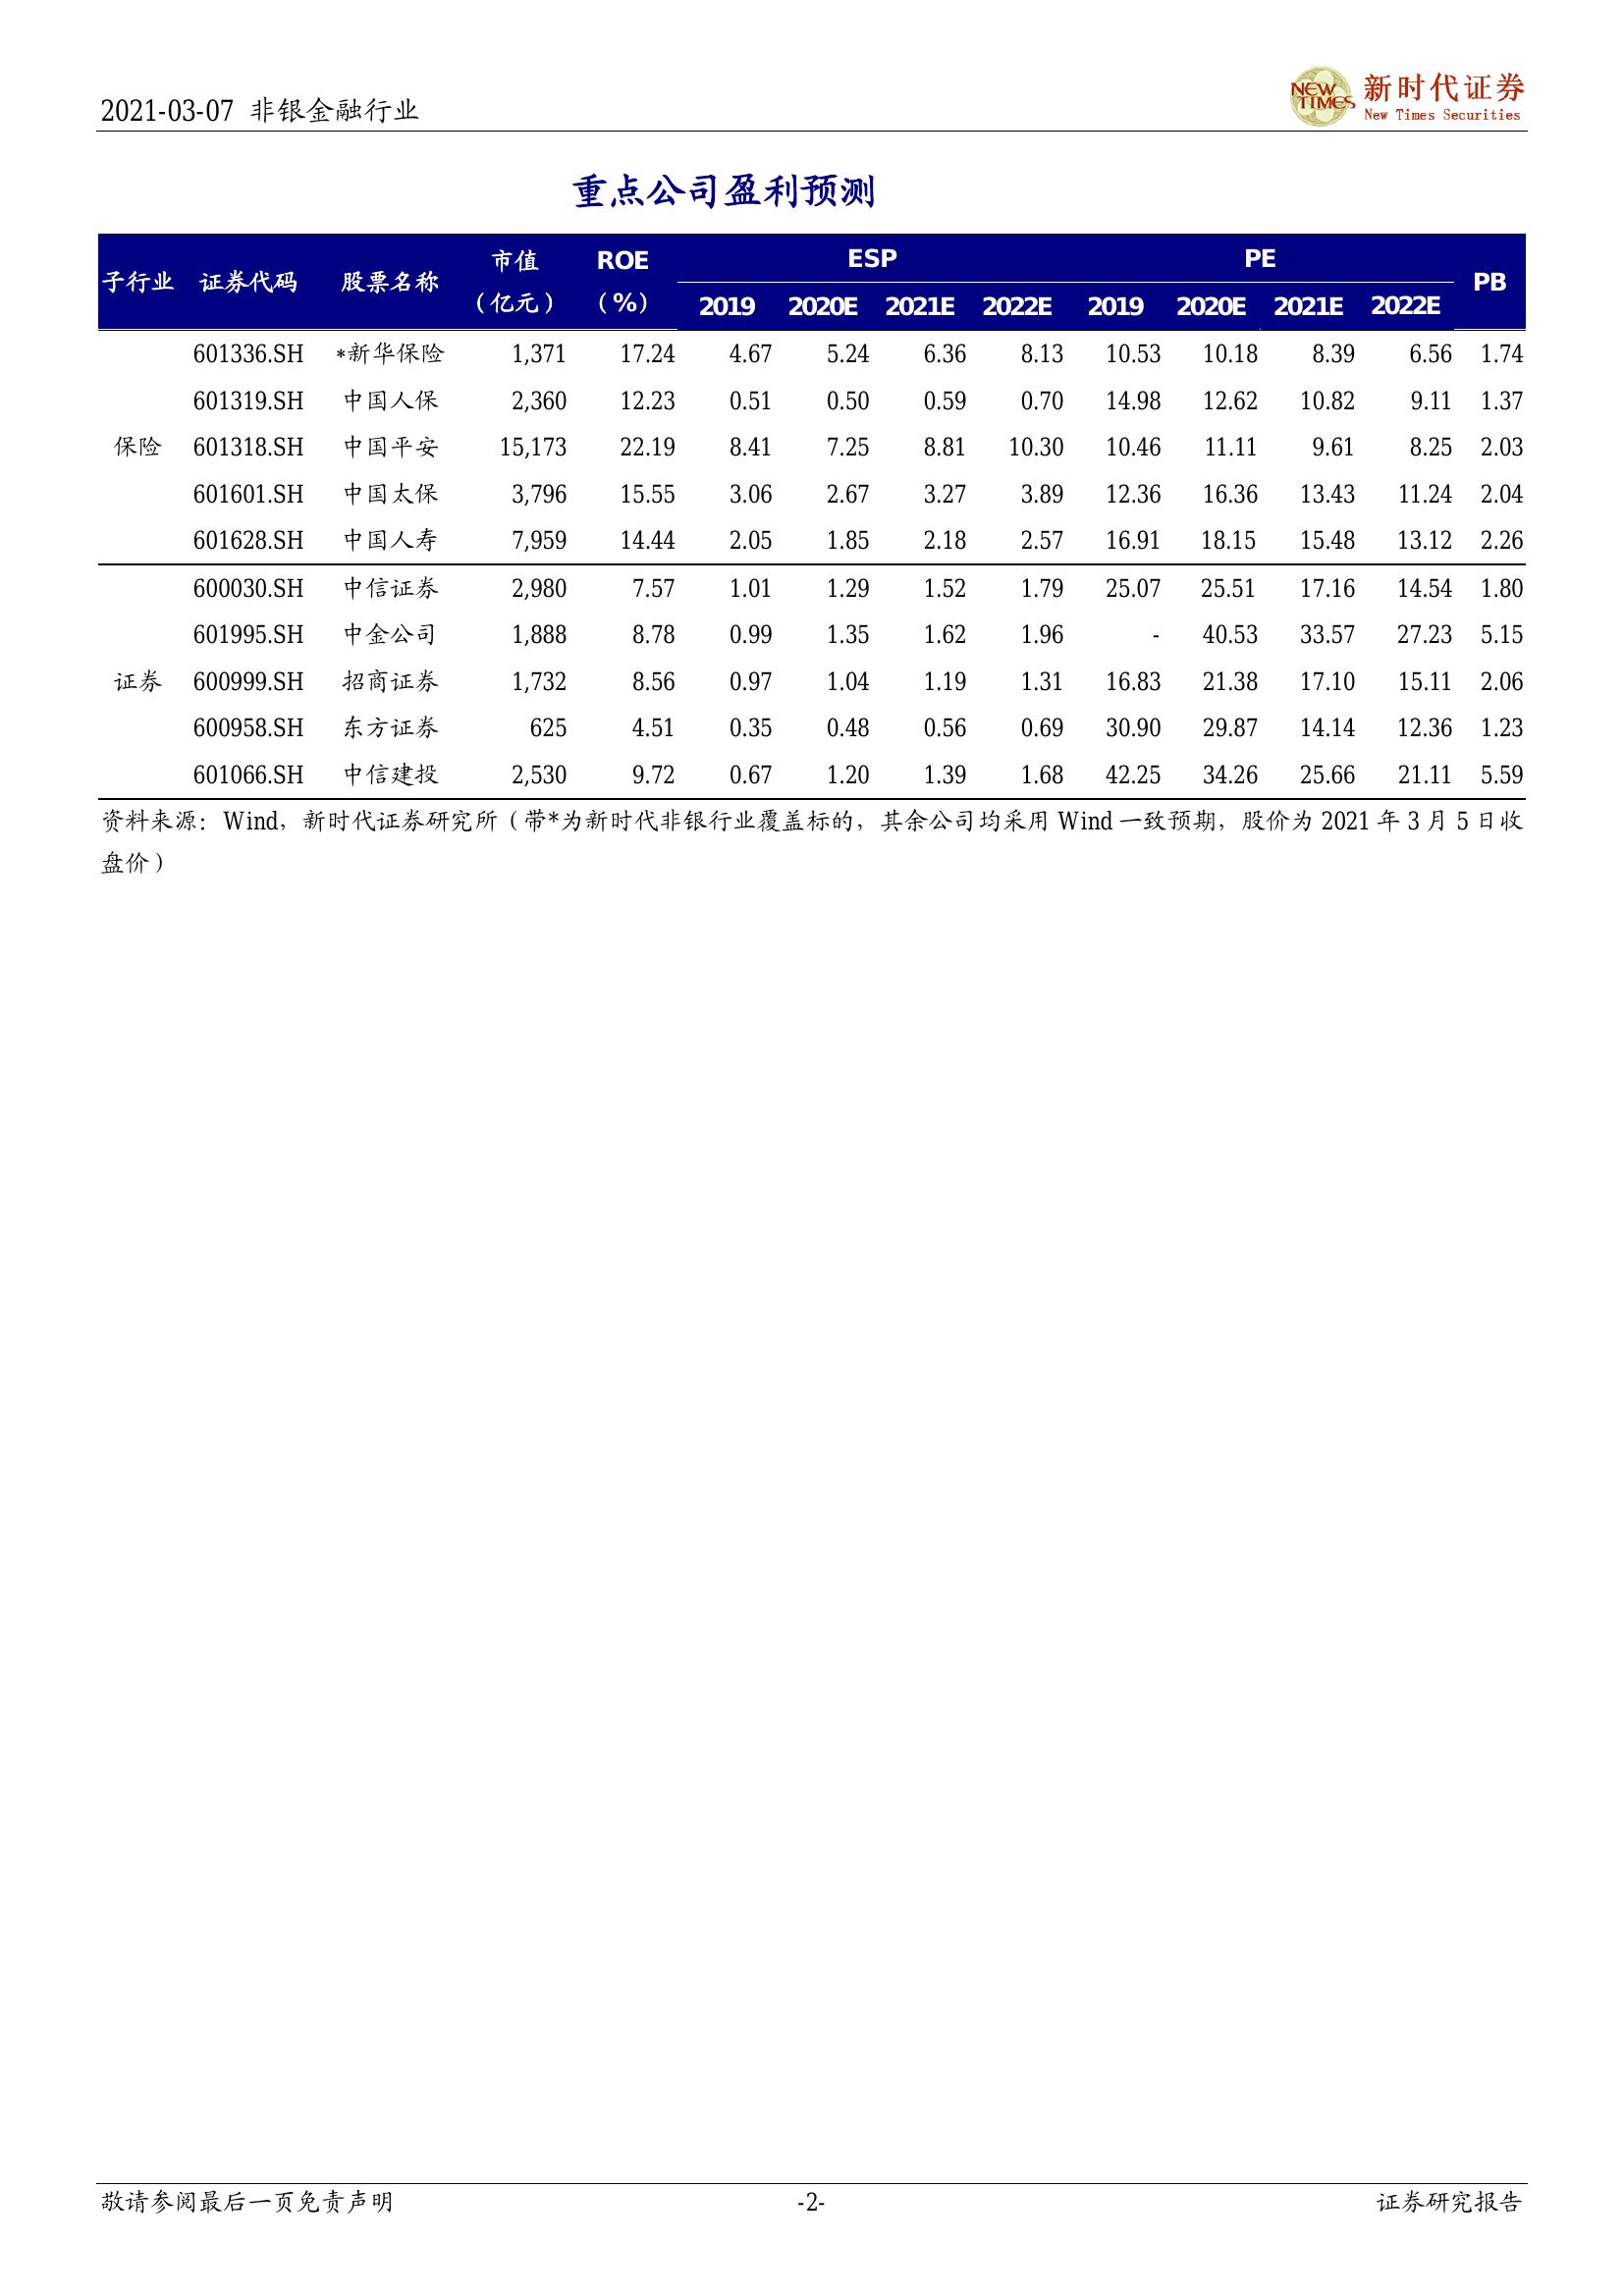 2021-03-07 非银金融行业
NEW TIMES 新时代证券
New Times Securities
重点公司盈利预测
子行业 证券代码 股票名称 市值（亿元） ROE（%） ESP PE PB
2019 2020E 2021E 2022E 2019 2020E 2021E 2022E
601336.SH *新华保险 1,371 17.24 4.67 5.24 6.36 8.13 10.53 10.18 8.39 6.56 1.74
601319.SH 中国人保 2,360 12.23 0.51 0.50 0.59 0.70 14.98 12.62 10.82 9.11 1.37
保险 601318.SH 中国平安 15,173 22.19 8.41 7.25 8.81 10.30 10.46 11.11 9.61 8.25 2.03
601601.SH 中国太保 3,796 15.55 3.06 2.67 3.27 3.89 12.36 16.36 13.43 11.24 2.04
601628.SH 中国人寿 7,959 14.44 2.05 1.85 2.18 2.57 16.91 18.15 15.48 13.12 2.26
600030.SH 中信证券 2,980 7.57 1.01 1.29 1.52 1.79 25.07 25.51 17.16 14.54 1.80
601995.SH 中金公司 1,888 8.78 0.99 1.35 1.62 1.96 - 40.53 33.57 27.23 5.15
证券 600999.SH 招商证券 1,732 8.56 0.97 1.04 1.19 1.31 16.83 21.38 17.10 15.11 2.06
600958.SH 东方证券 625 4.51 0.35 0.48 0.56 0.69 30.90 29.87 14.14 12.36 1.23
601066.SH 中信建投 2,530 9.72 0.67 1.20 1.39 1.68 42.25 34.26 25.66 21.11 5.59
资料来源：Wind，新时代证券研究所（带*为新时代非银行业覆盖标的，其余公司均采用 Wind 一致预期，股价为 2021 年 3 月 5 日收
盘价）
敬请参阅最后一页免责声明 -2- 证券研究报告